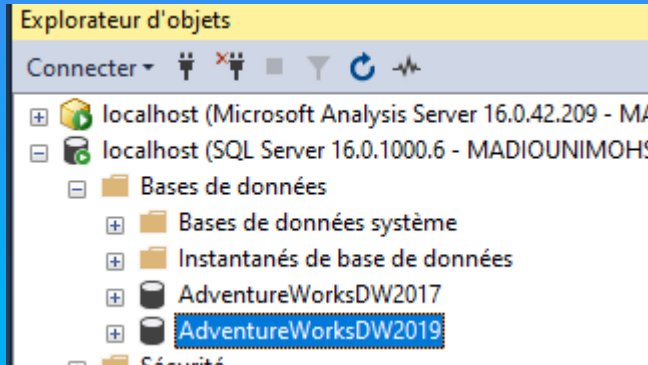 Explorateur d'objets
Connecter
localhost (Microsoft Analysis Server 16.0.42.209 - MA
localhost (SQL Server 16.0.1000.6 - MADIOUNIMOHS
Bases de données
Bases de données système
Instantanés de base de données
AdventureWorksDW2017
AdventureWorksDW2019
Sécurité